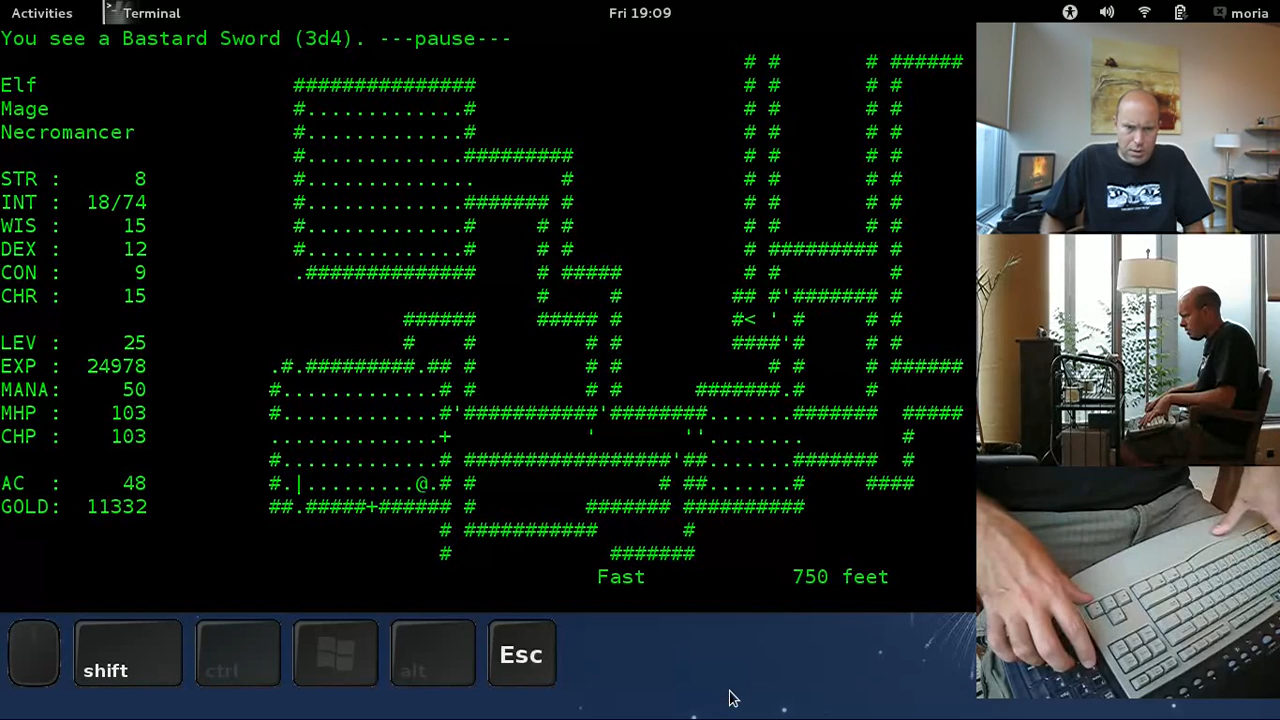 Activities Terminal Fri 19:09 moria
You see a Bastard Sword (3d4). ---pause---
Elf
Mage
Necromancer
STR : 8
INT : 18/74
WIS : 15
DEX : 12
CON : 9
CHR : 15
LEV : 25
EXP : 24978
MANA: 50
MHP : 103
CHP : 103
AC : 48
GOLD: 11332
Fast 750 feet
shift ctrl alt Esc